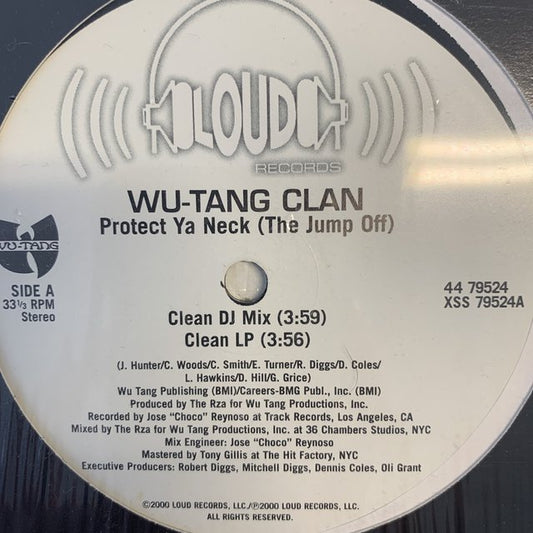 LOUD
RECORDS
WU-TANG CLAN
Protect Ya Neck (The Jump Off)
WU-TANG
SIDE A
33⅓ RPM
Stereo
44 79524
XSS 79524A
Clean DJ Mix (3:59)
Clean LP (3:56)
(J. Hunter/C. Woods/C. Smith/E. Turner/R. Diggs/D. Coles/
L. Hawkins/D. Hill/G. Grice)
Wu Tang Publishing (BMI)/Careers-BMG Publ., Inc. (BMI)
Produced by The Rza for Wu Tang Productions, Inc.
Recorded by Jose "Choco" Reynoso at Track Records, Los Angeles, CA
Mixed by The Rza for Wu Tang Productions, Inc. at 36 Chambers Studios, NYC
Mix Engineer: Jose "Choco" Reynoso
Mastered by Tony Gillis at The Hit Factory, NYC
Executive Producers: Robert Diggs, Mitchell Diggs, Dennis Coles, Oli Grant
©2000 LOUD RECORDS, LLC./℗2000 LOUD RECORDS, LLC.
ALL RIGHTS RESERVED.